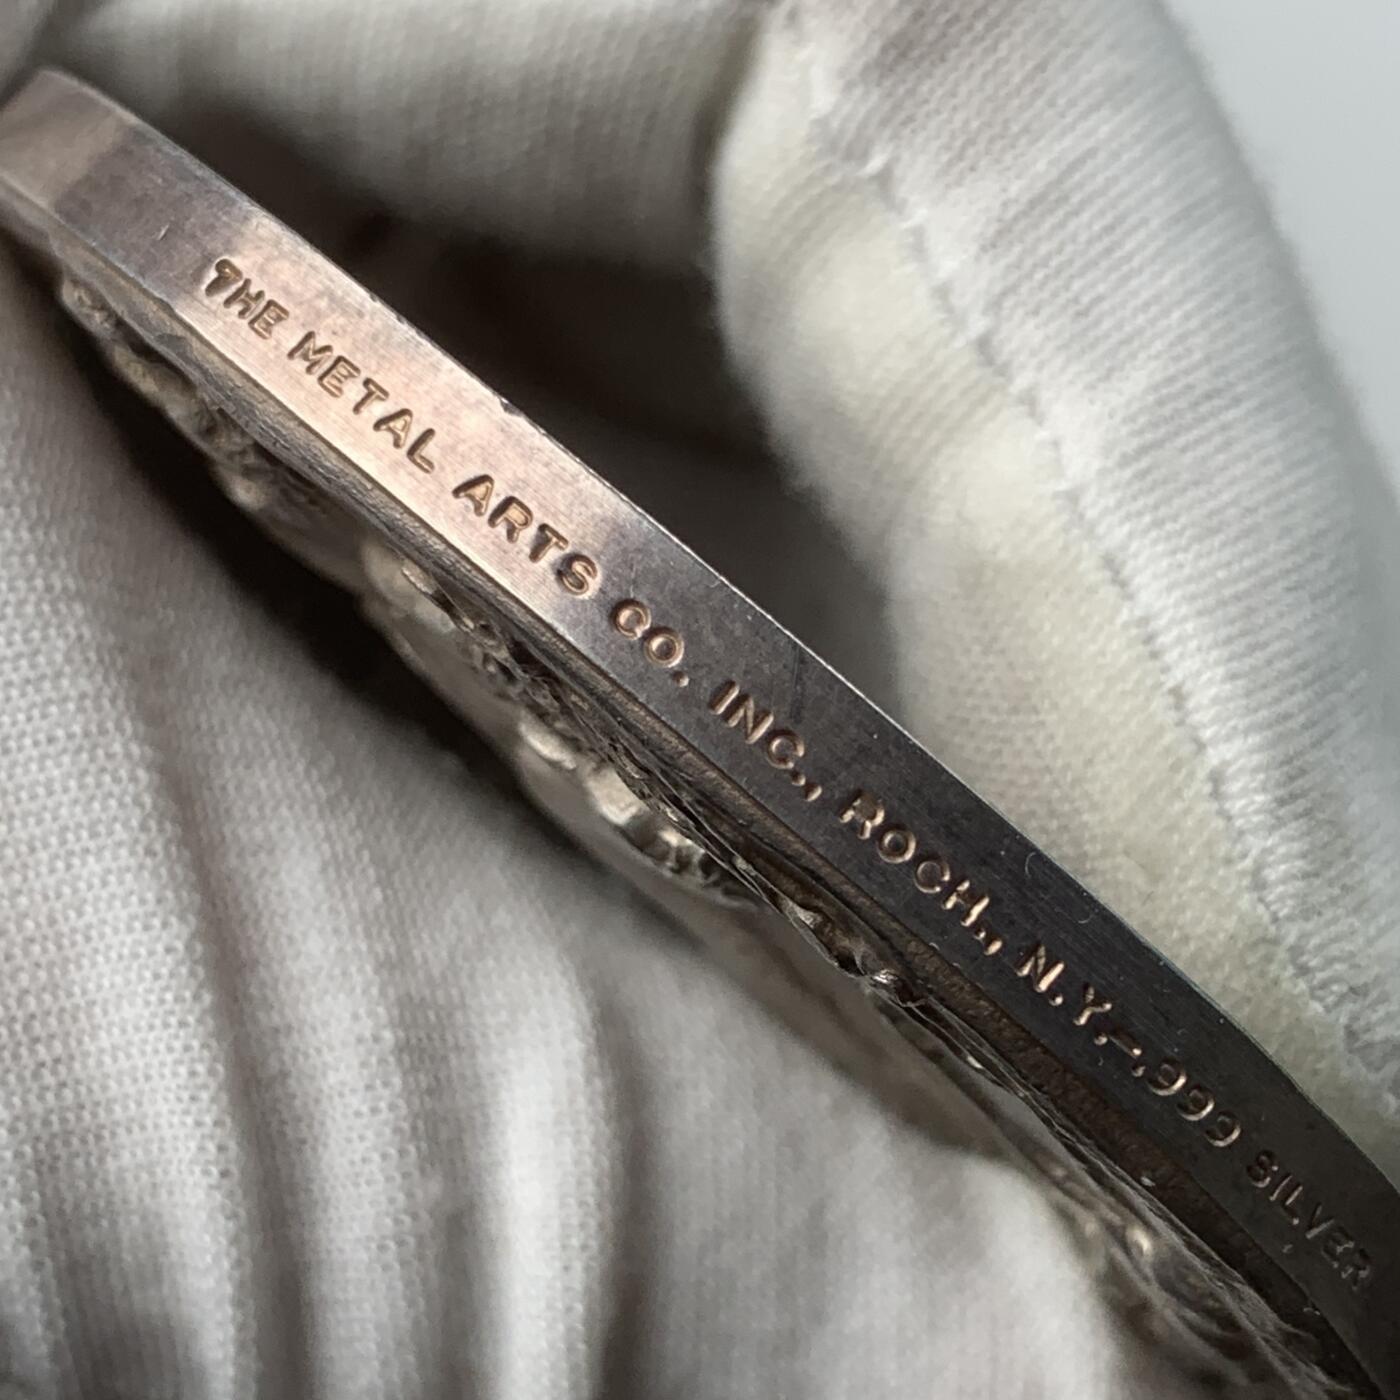 THE METAL ARTS CO. INC., ROCH., N.Y.-.999 SILVER